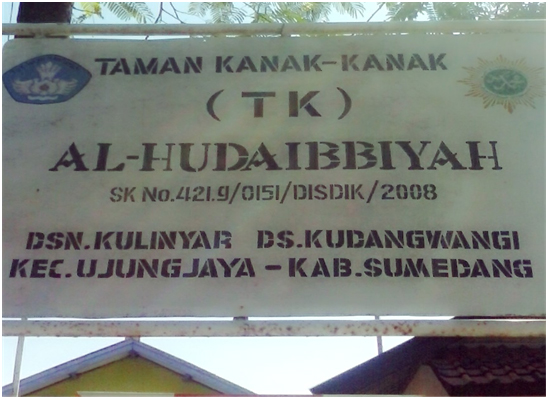 TAMAN KANAK-KANAK
(TK)
AL-HUDAIBBIYAH
SK No.421.9/0151/DISDIK/2008
DSN.KULINYAR DS.KUDANGWANGI
KEC.UJUNGJAYA - KAB.SUMEDANG